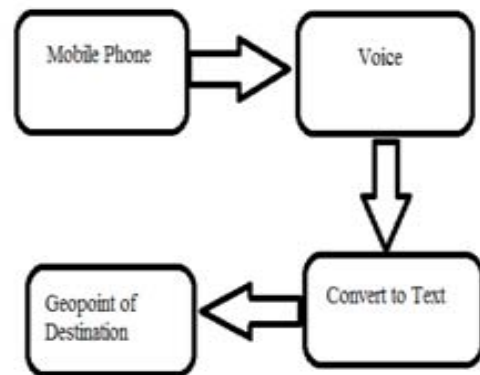 Mobile Phone
Voice
Convert to Text
Geopoint of
Destination